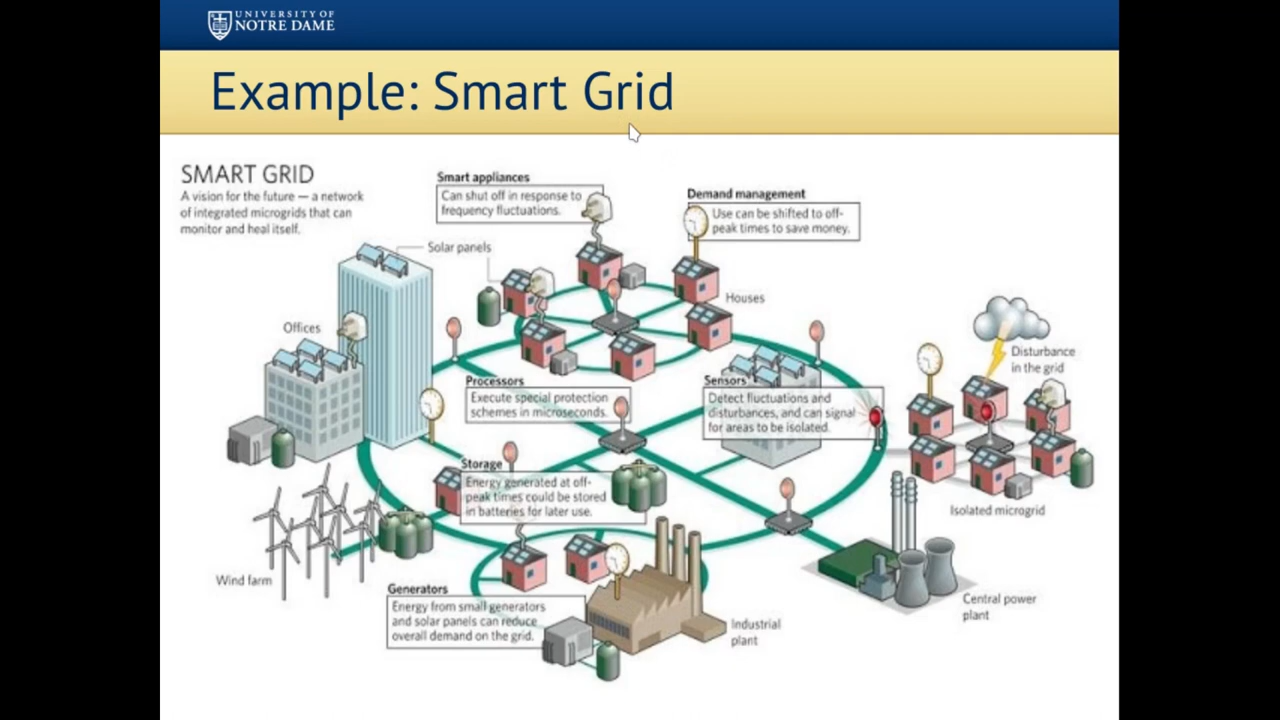 UNIVERSITY OF
NOTRE DAME
Example: Smart Grid
SMART GRID
A vision for the future — a network
of integrated microgrids that can
monitor and heal itself.
Smart appliances
Can shut off in response to
frequency fluctuations.
Demand management
Use can be shifted to off-
peak times to save money.
Solar panels
Houses
Offices
Disturbance
in the grid
Processors
Execute special protection
schemes in microseconds.
Sensors
Detect fluctuations and
disturbances, and can signal
for areas to be isolated.
Storage
Energy generated at off-
peak times could be stored
in batteries for later use.
Isolated microgrid
Wind farm
Generators
Energy from small generators
and solar panels can reduce
overall demand on the grid.
Central power
plant
Industrial
plant